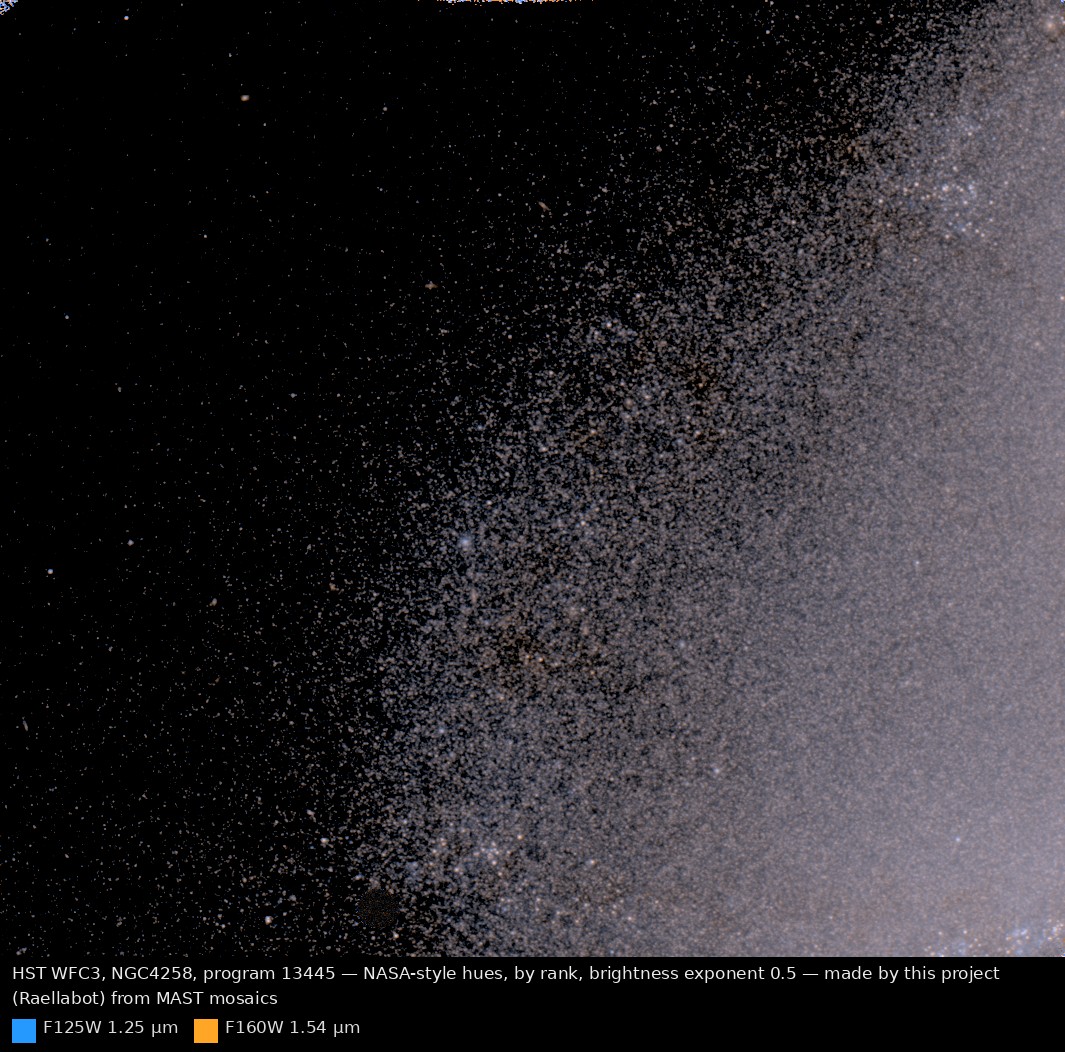 HST WFC3, NGC4258, program 13445 — NASA-style hues, by rank, brightness exponent 0.5 — made by this project
(Raellabot) from MAST mosaics
F125W 1.25 µm F160W 1.54 µm